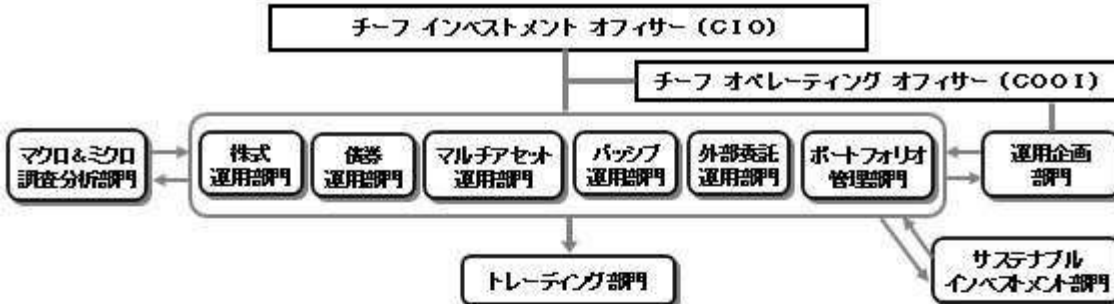 チーフ インベストメント オフィサー (CIO)
チーフ オペレーティング オフィサー (COOI)
マクロ&ミクロ
調査分析部門
株式
運用部門
債券
運用部門
マルチアセット
運用部門
パッシブ
運用部門
外部委託
運用部門
ポートフォリオ
管理部門
運用企画
部門
トレーディング部門
サステナブル
インベストメント部門